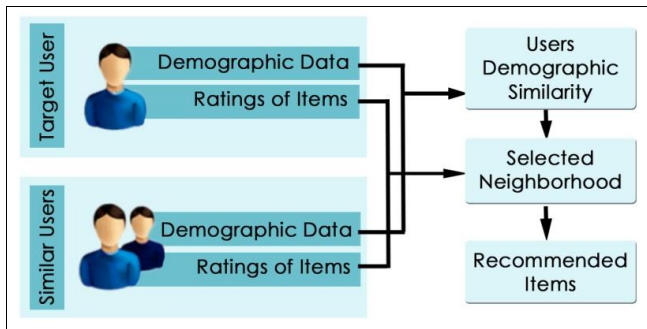 Target User
Demographic Data
Ratings of Items
Similar Users
Demographic Data
Ratings of Items
Users
Demographic
Similarity
Selected
Neighborhood
Recommended
Items